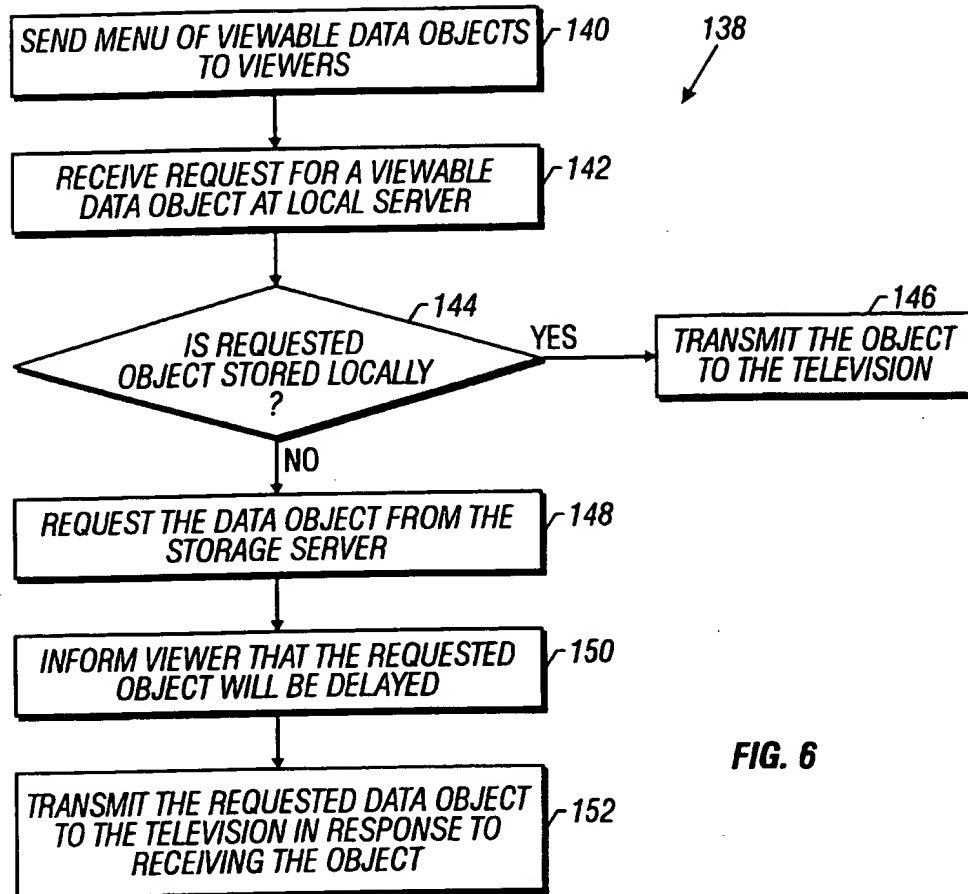 SEND MENU OF VIEWABLE DATA OBJECTS
TO VIEWERS
140
138
RECEIVE REQUEST FOR A VIEWABLE
DATA OBJECT AT LOCAL SERVER
142
144
IS REQUESTED
OBJECT STORED LOCALLY
?
YES
146
TRANSMIT THE OBJECT
TO THE TELEVISION
NO
REQUEST THE DATA OBJECT FROM THE
STORAGE SERVER
148
INFORM VIEWER THAT THE REQUESTED
OBJECT WILL BE DELAYED
150
TRANSMIT THE REQUESTED DATA OBJECT
TO THE TELEVISION IN RESPONSE TO
RECEIVING THE OBJECT
152
FIG. 6